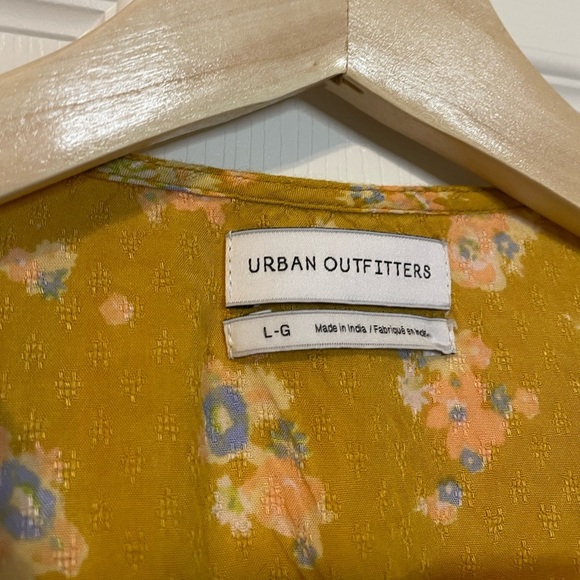 URBAN OUTFITTERS
L-G Made in India / Fabriqué en Inde